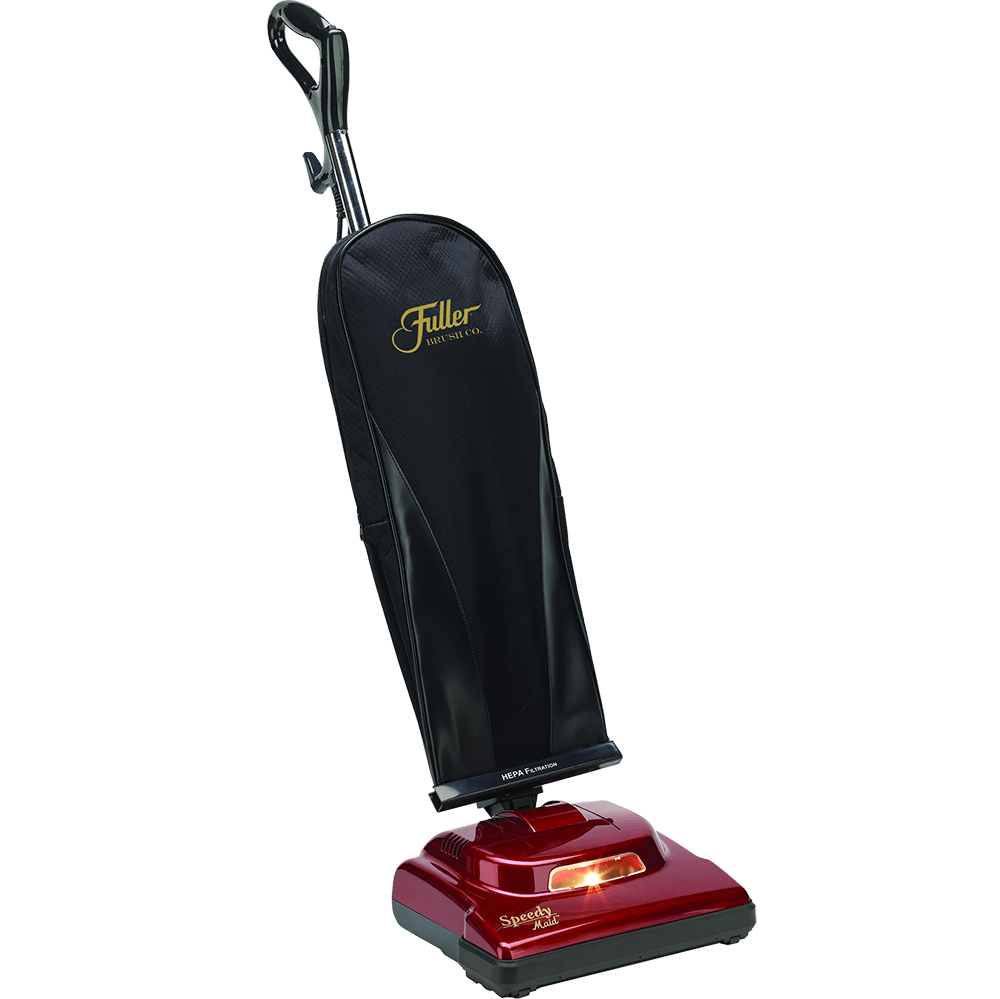 Fuller
BRUSH CO.
HEPA FILTRATION
Speedy
Maid